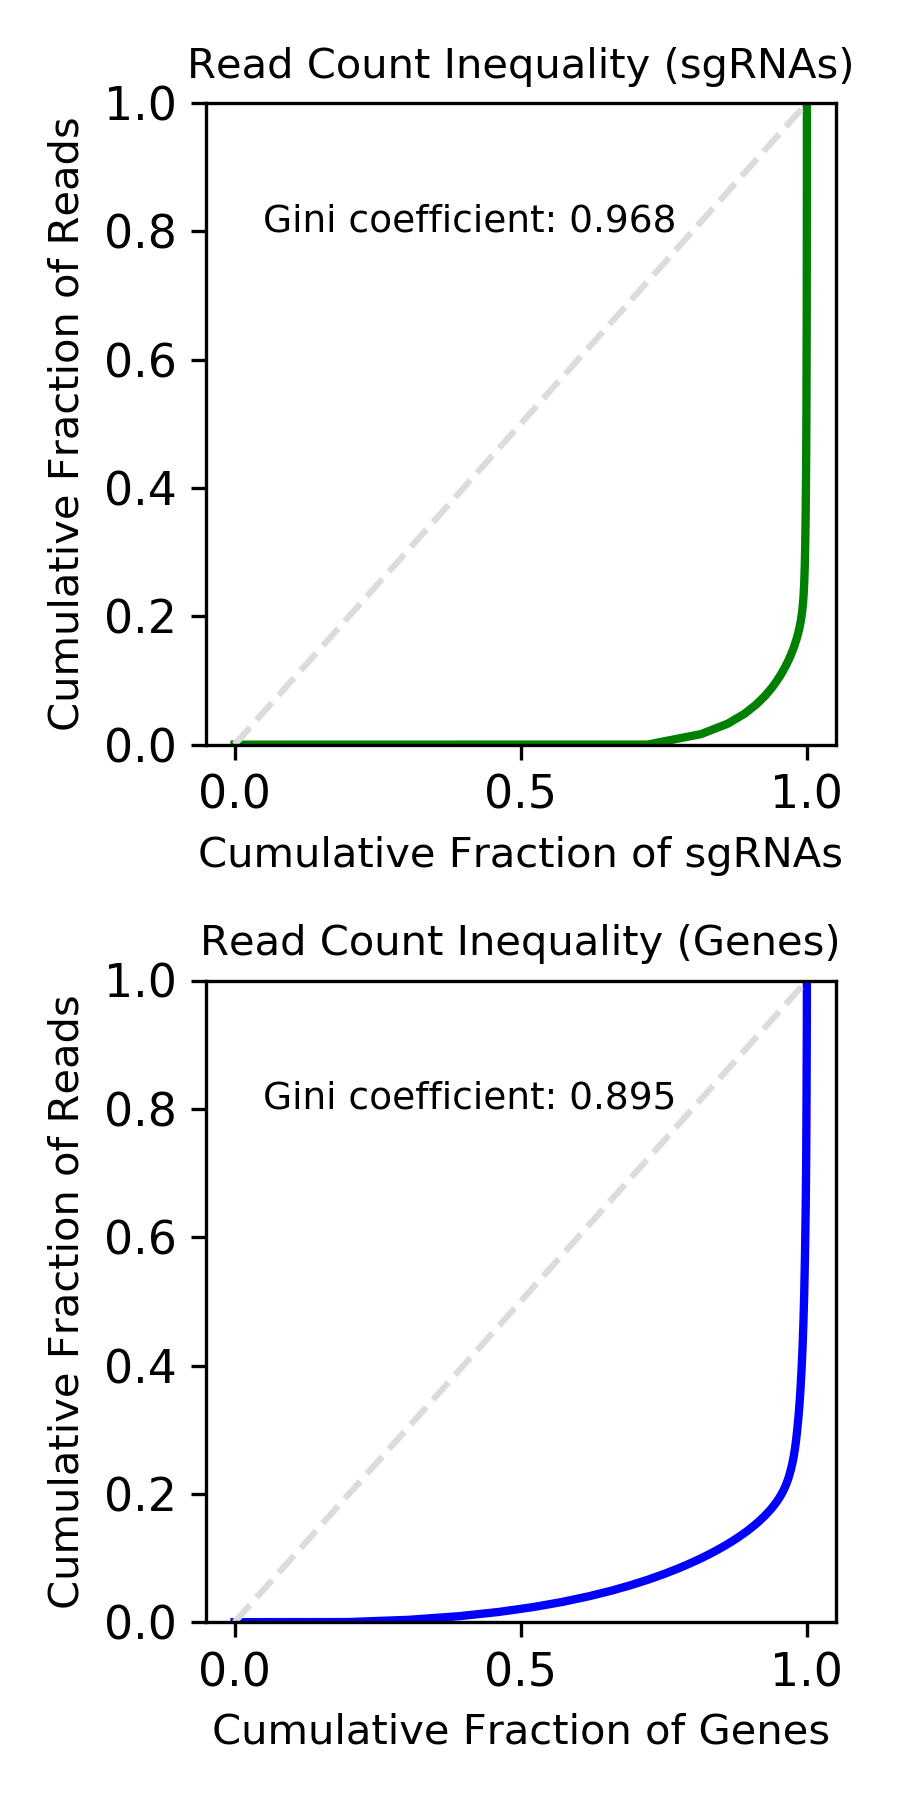 Read Count Inequality (sgRNAs)
Cumulative Fraction of Reads
1.0
0.8
0.6
0.4
0.2
0.0
Gini coefficient: 0.968
0.0 0.5 1.0
Cumulative Fraction of sgRNAs
Read Count Inequality (Genes)
Cumulative Fraction of Reads
1.0
0.8
0.6
0.4
0.2
0.0
Gini coefficient: 0.895
0.0 0.5 1.0
Cumulative Fraction of Genes